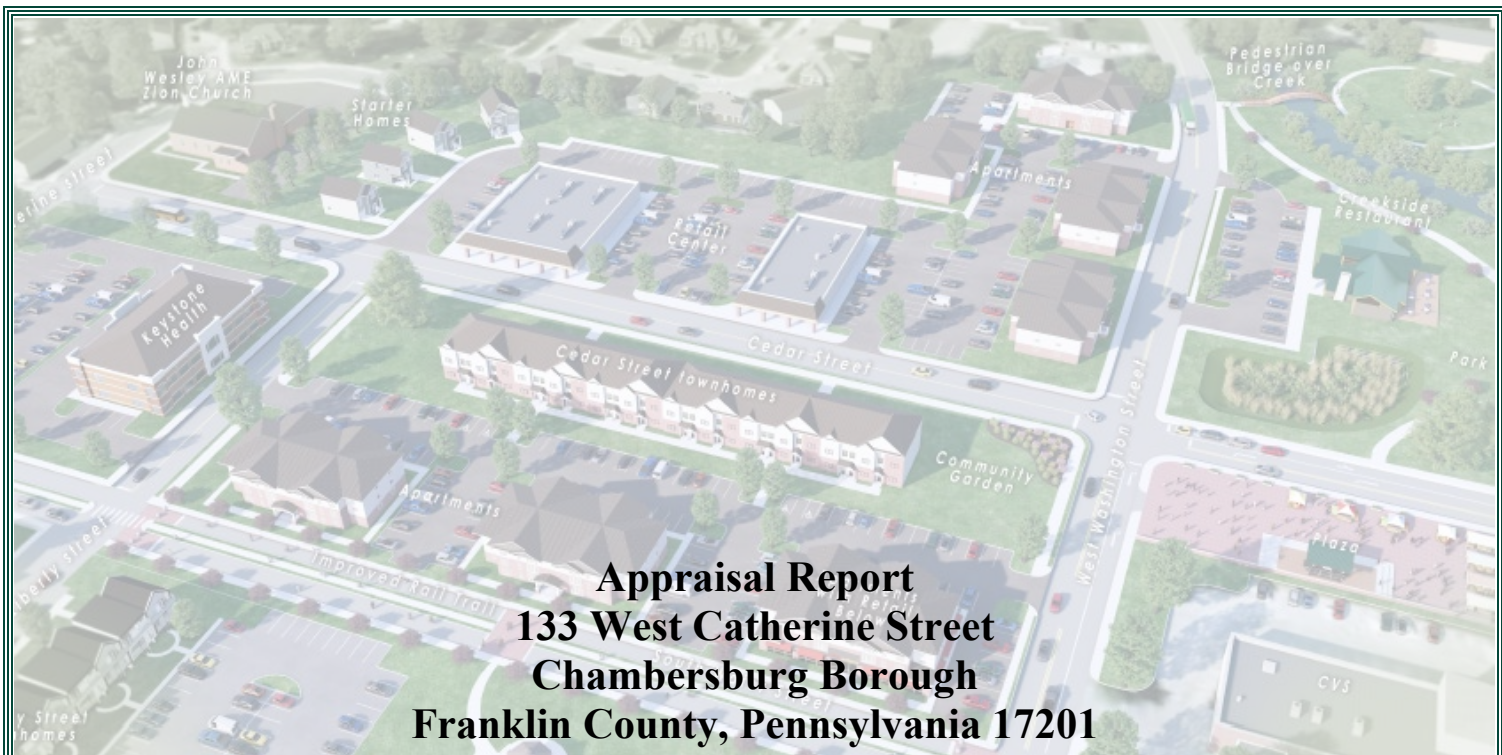 John
Wesley AME
Zion Church
Starter
Homes
Pedestrian
Bridge over
Creek
Apartments
Creekside
Restaurant
Retail
Center
Keystone
Health
Cedar Street
Cedar Street townhomes
Park
West Washington Street
Community
Garden
Apartments
Improved Rail Trail
Plaza
CVS
Appraisal Report
133 West Catherine Street
Chambersburg Borough
Franklin County, Pennsylvania 17201